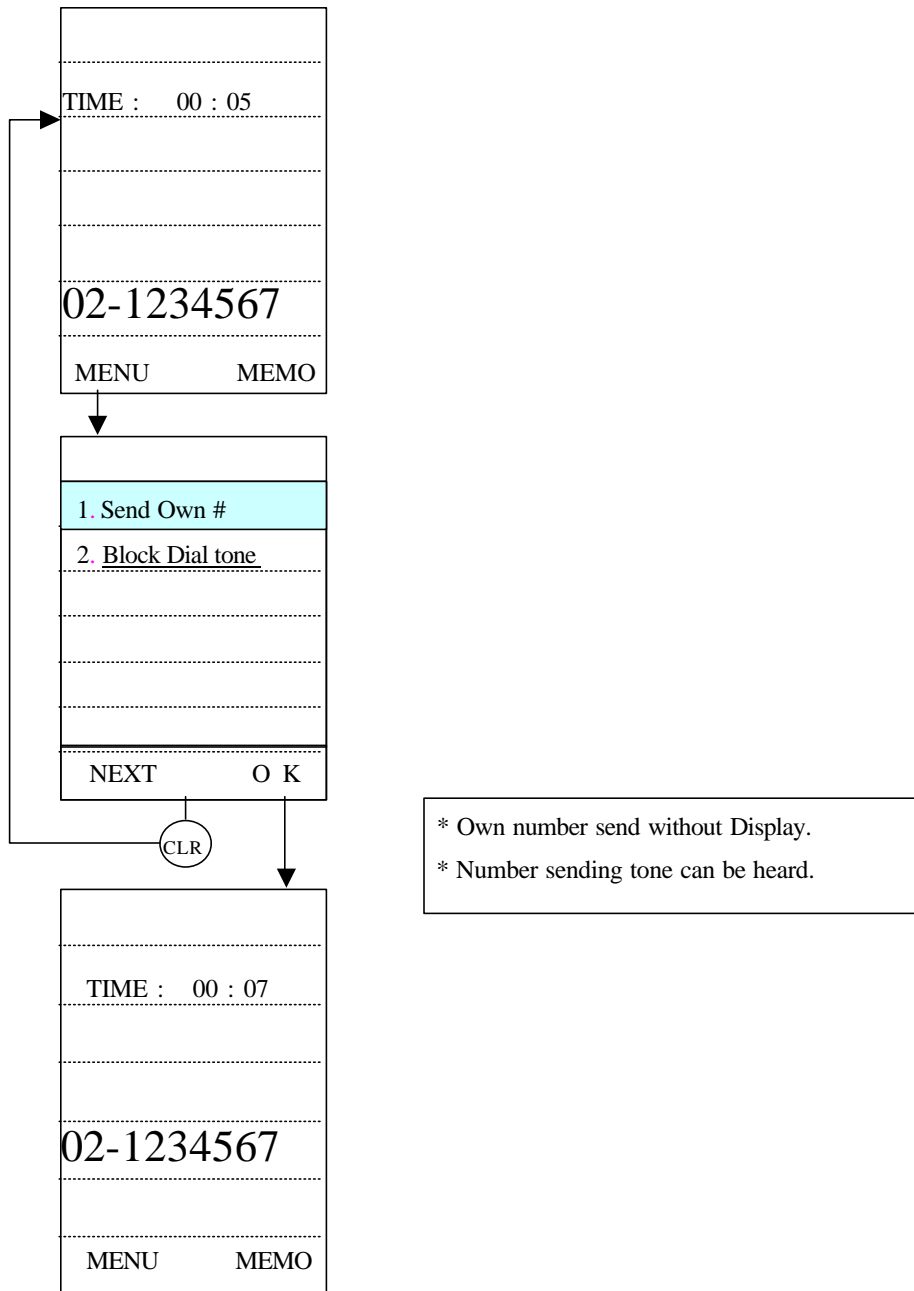 TIME : 00 : 05
02-1234567
MENU MEMO
1. Send Own #
2. Block Dial tone
NEXT O K
CLR
* Own number send without Display.
* Number sending tone can be heard.
TIME : 00 : 07
02-1234567
MENU MEMO